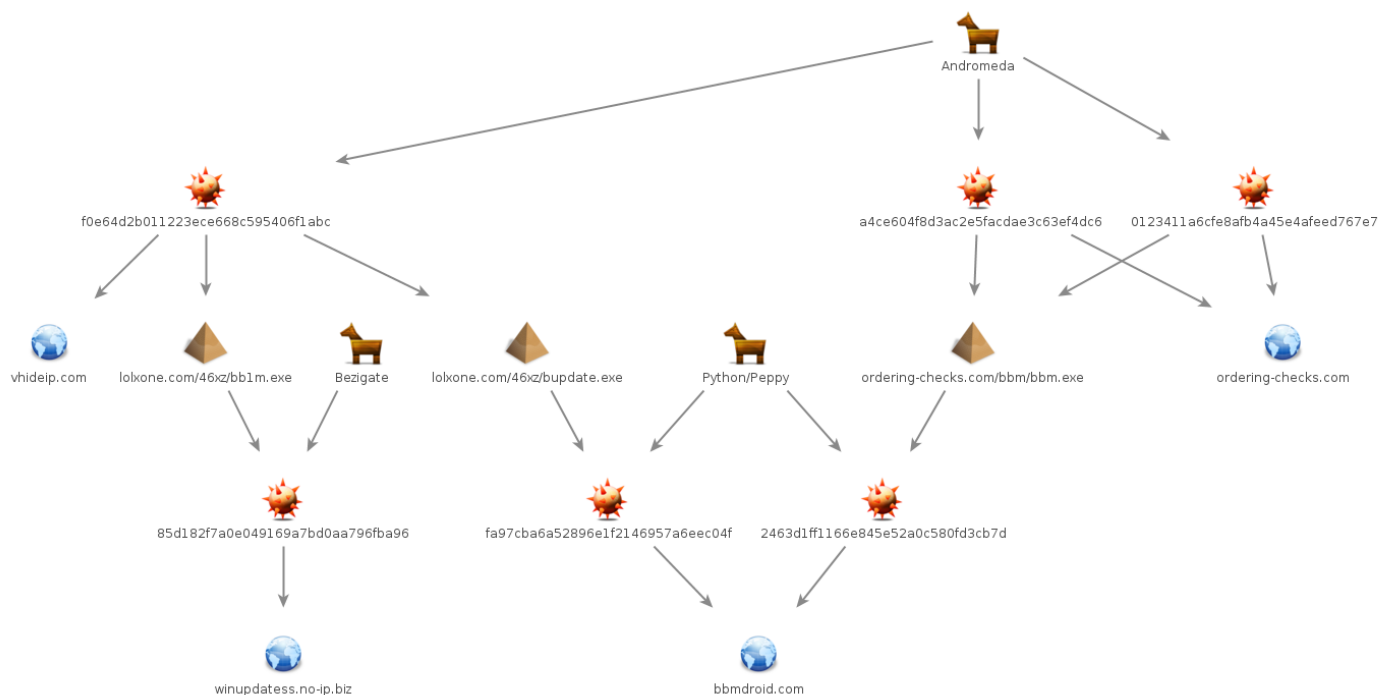 Andromeda
f0e64d2b011223ece668c595406f1abc
a4ce604f8d3ac2e5facdae3c63ef4dc6
0123411a6cfe8afb4a45e4afeed767e7
vhideip.com
lolxone.com/46xz/bb1m.exe
Bezigate
lolxone.com/46xz/bupdate.exe
Python/Peppy
ordering-checks.com/bbm/bbm.exe
ordering-checks.com
85d182f7a0e049169a7bd0aa796fba96
fa97cba6a52896e1f2146957a6eec04f
2463d1ff1166e845e52a0c580fd3cb7d
winupdatess.no-ip.biz
bbmdroid.com